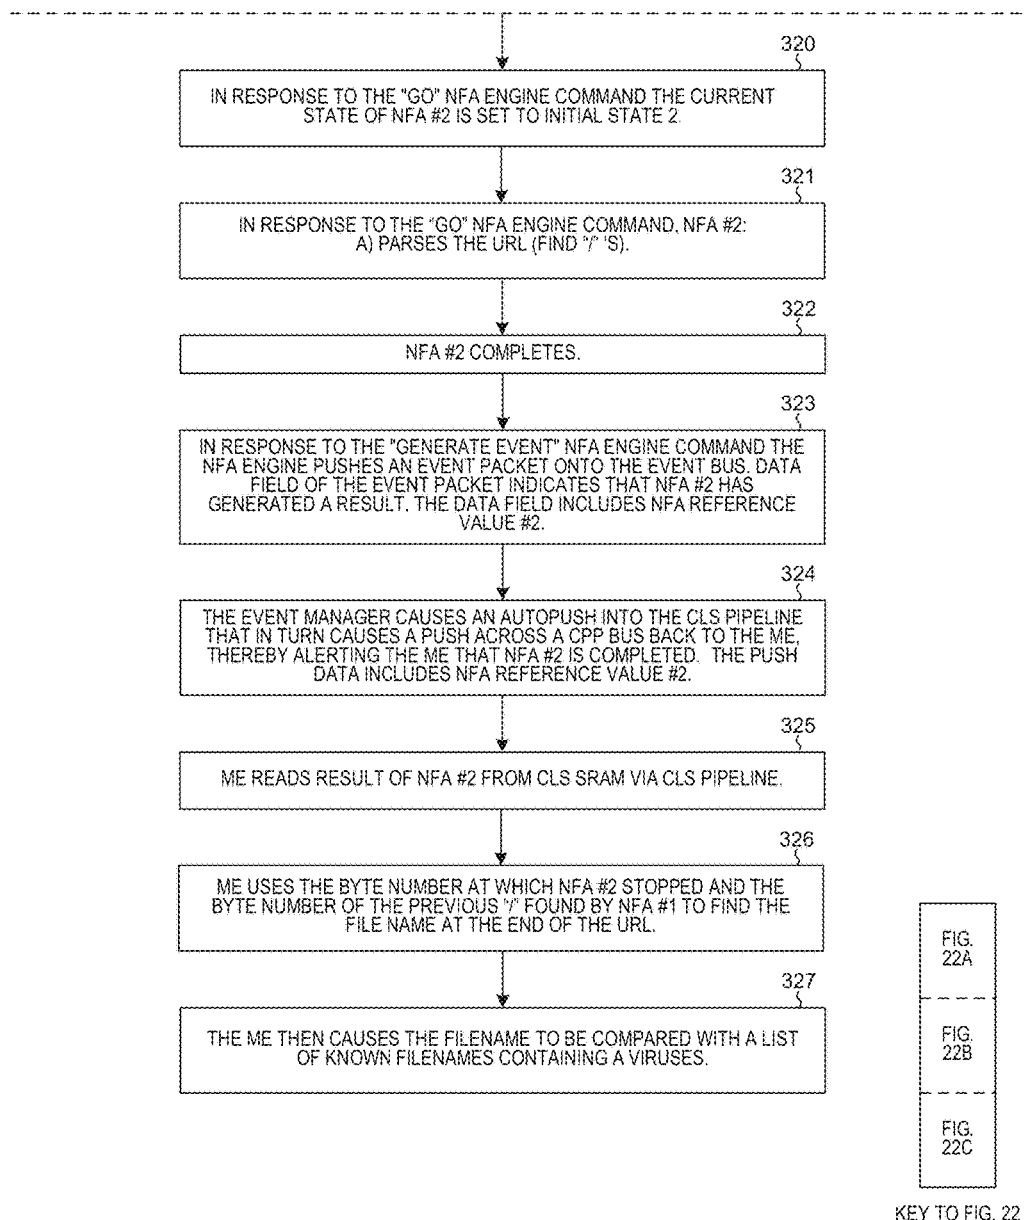 320
IN RESPONSE TO THE "GO" NFA ENGINE COMMAND THE CURRENT
STATE OF NFA #2 IS SET TO INITIAL STATE 2.
321
IN RESPONSE TO THE "GO" NFA ENGINE COMMAND, NFA #2:
A) PARSES THE URL (FIND "/" 'S).
322
NFA #2 COMPLETES.
323
IN RESPONSE TO THE "GENERATE EVENT" NFA ENGINE COMMAND THE
NFA ENGINE PUSHES AN EVENT PACKET ONTO THE EVENT BUS. DATA
FIELD OF THE EVENT PACKET INDICATES THAT NFA #2 HAS
GENERATED A RESULT. THE DATA FIELD INCLUDES NFA REFERENCE
VALUE #2.
324
THE EVENT MANAGER CAUSES AN AUTOPUSH INTO THE CLS PIPELINE
THAT IN TURN CAUSES A PUSH ACROSS A CPP BUS BACK TO THE ME,
THEREBY ALERTING THE ME THAT NFA #2 IS COMPLETED. THE PUSH
DATA INCLUDES NFA REFERENCE VALUE #2.
325
ME READS RESULT OF NFA #2 FROM CLS SRAM VIA CLS PIPELINE.
326
ME USES THE BYTE NUMBER AT WHICH NFA #2 STOPPED AND THE
BYTE NUMBER OF THE PREVIOUS "/" FOUND BY NFA #1 TO FIND THE
FILE NAME AT THE END OF THE URL.
327
THE ME THEN CAUSES THE FILENAME TO BE COMPARED WITH A LIST
OF KNOWN FILENAMES CONTAINING A VIRUSES.
FIG.
22A
FIG.
22B
FIG.
22C
KEY TO FIG. 22